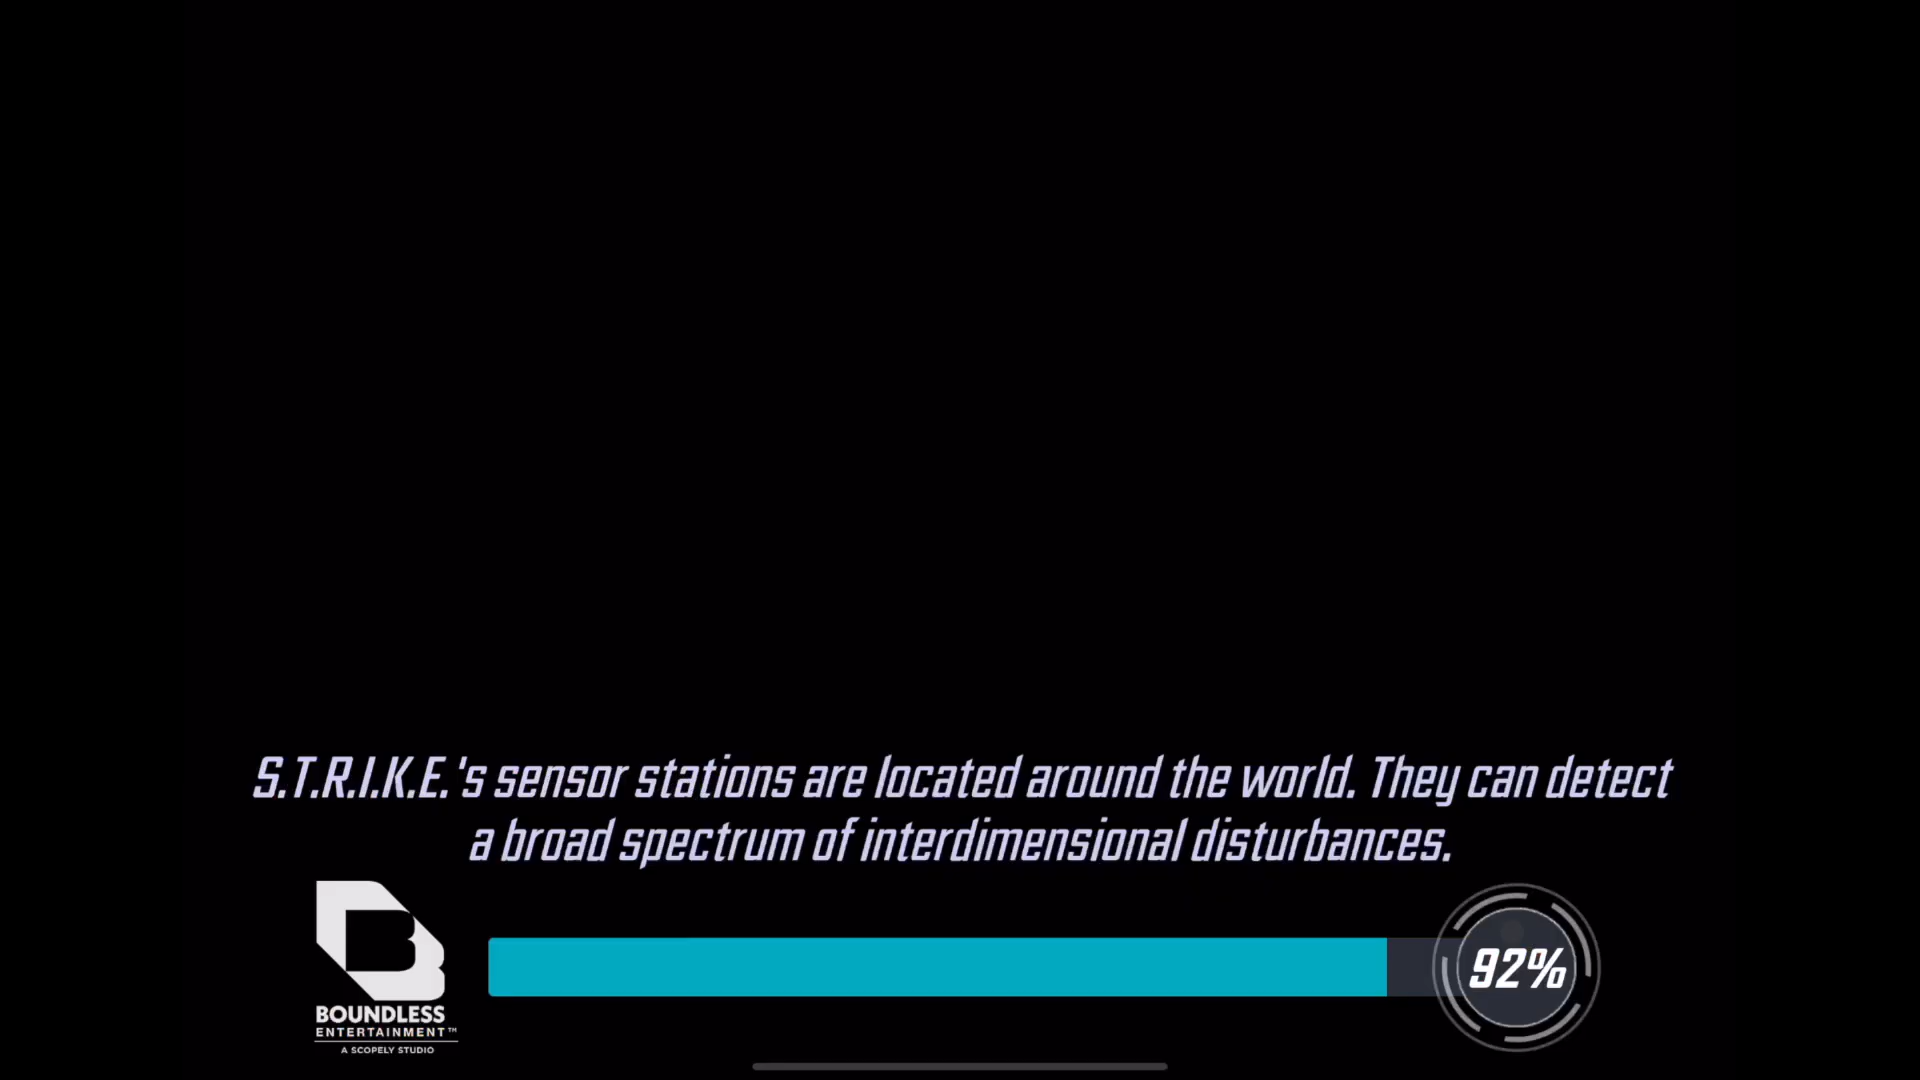 S.T.R.I.K.E.'s sensor stations are located around the world. They can detect
a broad spectrum of interdimensional disturbances.
92%
BOUNDLESS
ENTERTAINMENT™
A SCOPELY STUDIO